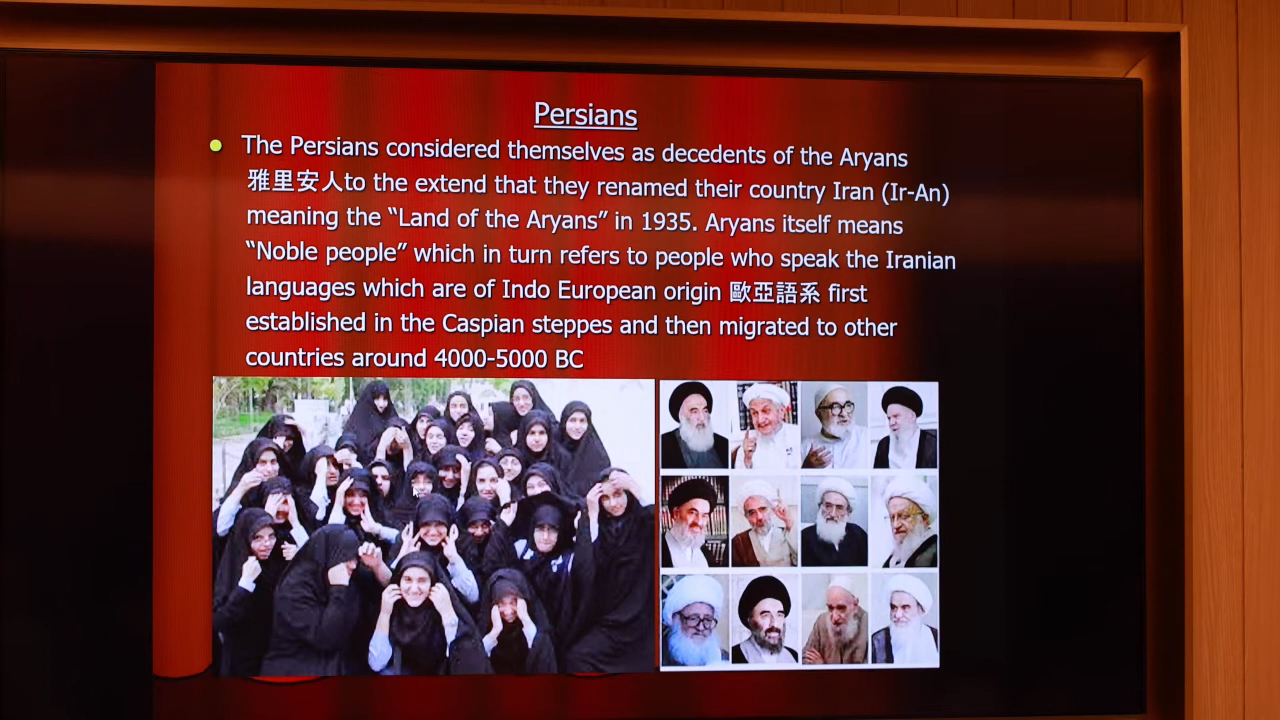 Persians
The Persians considered themselves as decedents of the Aryans
雅里安人to the extend that they renamed their country Iran (Ir-An)
meaning the “Land of the Aryans” in 1935. Aryans itself means
“Noble people” which in turn refers to people who speak the Iranian
languages which are of Indo European origin 歐亞語系 first
established in the Caspian steppes and then migrated to other
countries around 4000-5000 BC